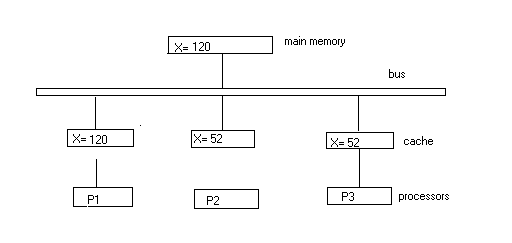 X= 120
main memory
bus
X= 120
X= 52
X= 52
cache
P1
P2
P3
processors